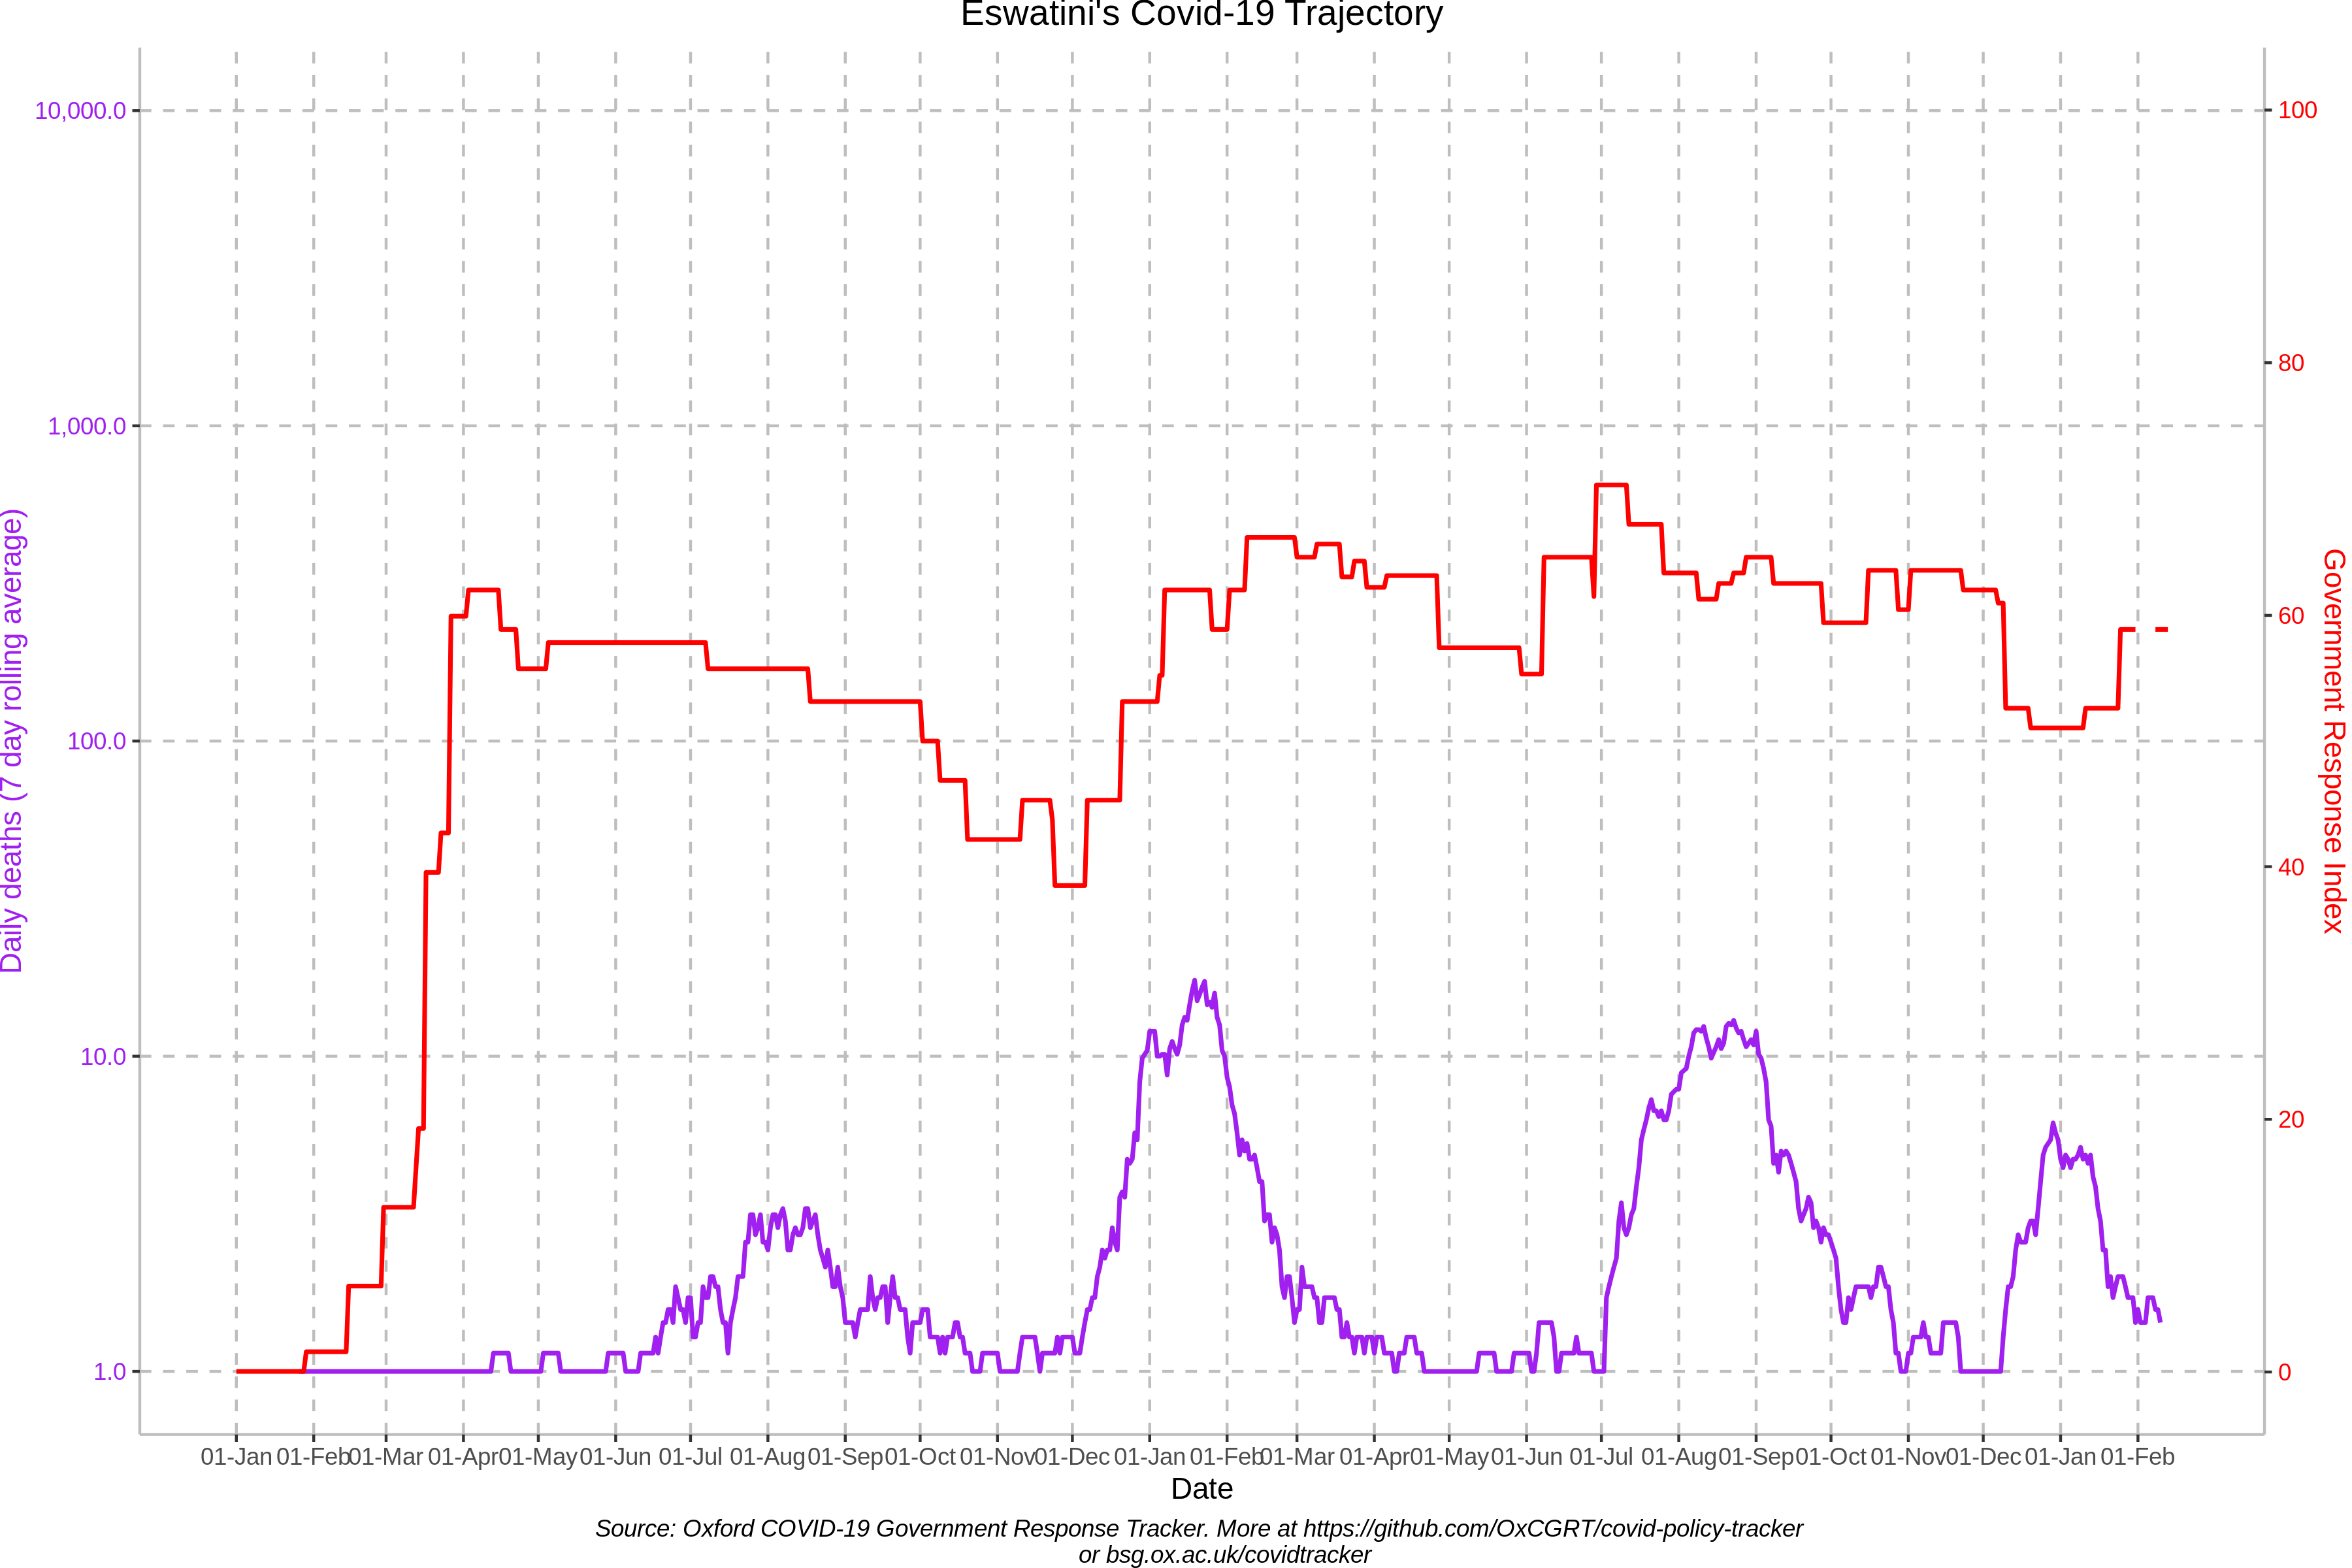 Eswatini's Covid-19 Trajectory
10,000.0
1,000.0
100.0
10.0
1.0
Daily deaths (7 day rolling average)
100
80
60
40
20
0
Government Response Index
01-Jan 01-Feb 01-Mar 01-Apr 01-May 01-Jun 01-Jul 01-Aug 01-Sep 01-Oct 01-Nov 01-Dec 01-Jan 01-Feb 01-Mar 01-Apr 01-May 01-Jun 01-Jul 01-Aug 01-Sep 01-Oct 01-Nov 01-Dec 01-Jan 01-Feb
Date
Source: Oxford COVID-19 Government Response Tracker. More at https://github.com/OxCGRT/covid-policy-tracker
or bsg.ox.ac.uk/covidtracker